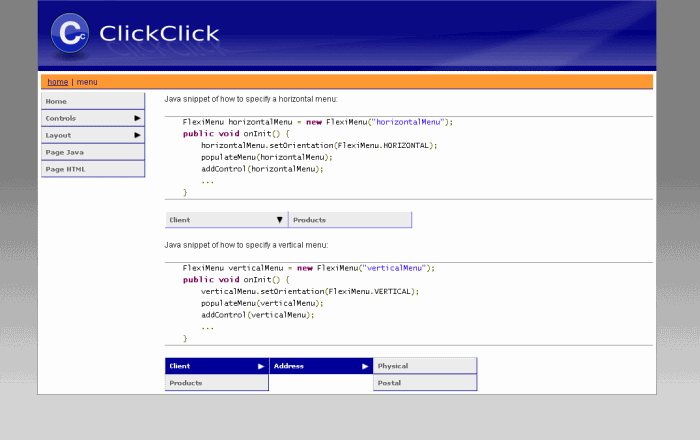 C c
ClickClick
home | menu
Home
Controls
Layout
Page Java
Page HTML
Java snippet of how to specify a horizontal menu:
FlexiMenu horizontalMenu = new FlexiMenu("horizontalMenu");
public void onInit() {
horizontalMenu.setOrientation(FlexiMenu.HORIZONTAL);
populateMenu(horizontalMenu);
addControl(horizontalMenu);
...
}
Client Products
Java snippet of how to specify a vertical menu:
FlexiMenu verticalMenu = new FlexiMenu("verticalMenu");
public void onInit() {
verticalMenu.setOrientation(FlexiMenu.VERTICAL);
populateMenu(verticalMenu);
addControl(verticalMenu);
...
}
Client Address Physical
Products Postal